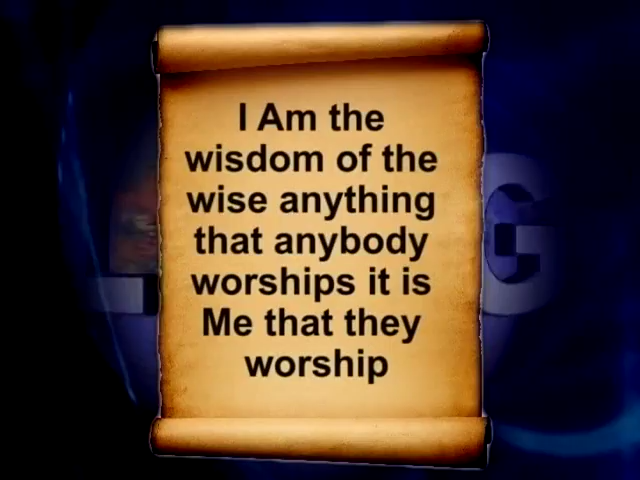 I Am the
wisdom of the
wise anything
that anybody
worships it is
Me that they
worship